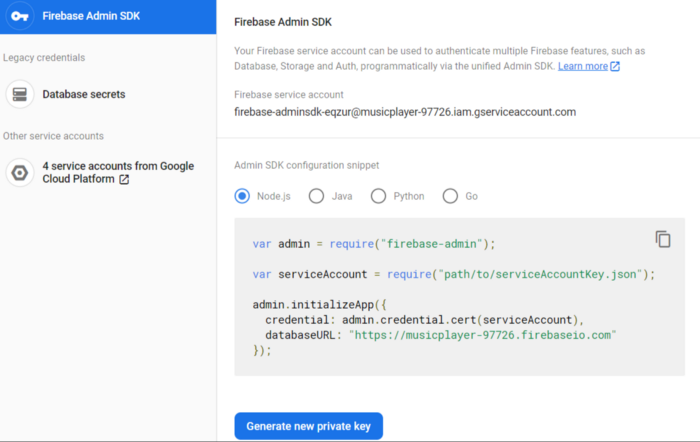 Firebase Admin SDK
Legacy credentials
Database secrets
Other service accounts
4 service accounts from Google
Cloud Platform
Firebase Admin SDK
Your Firebase service account can be used to authenticate multiple Firebase features, such as
Database, Storage and Auth, programmatically via the unified Admin SDK. Learn more
Firebase service account
firebase-adminsdk-eqzur@musicplayer-97726.iam.gserviceaccount.com
Admin SDK configuration snippet
Node.js Java Python Go
var admin = require("firebase-admin");
var serviceAccount = require("path/to/serviceAccountKey.json");
admin.initializeApp({
  credential: admin.credential.cert(serviceAccount),
  databaseURL: "https://musicplayer-97726.firebaseio.com"
});
Generate new private key